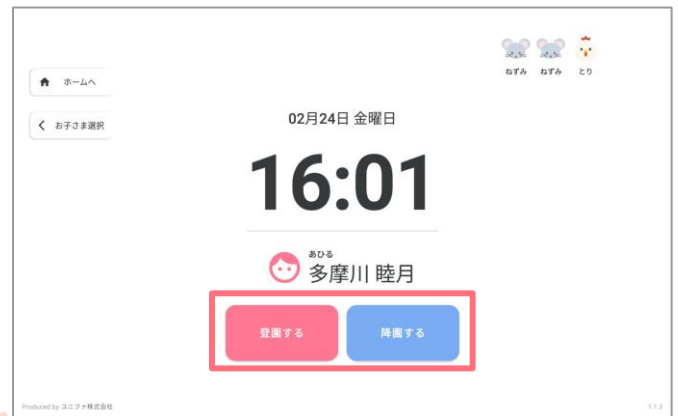 ねずみ ねずみ とり
ホームへ
お子さま選択
02月24日 金曜日
16:01
あひる
多摩川 睦月
登園する 降園する
Produced by ユニファ株式会社 1.1.3